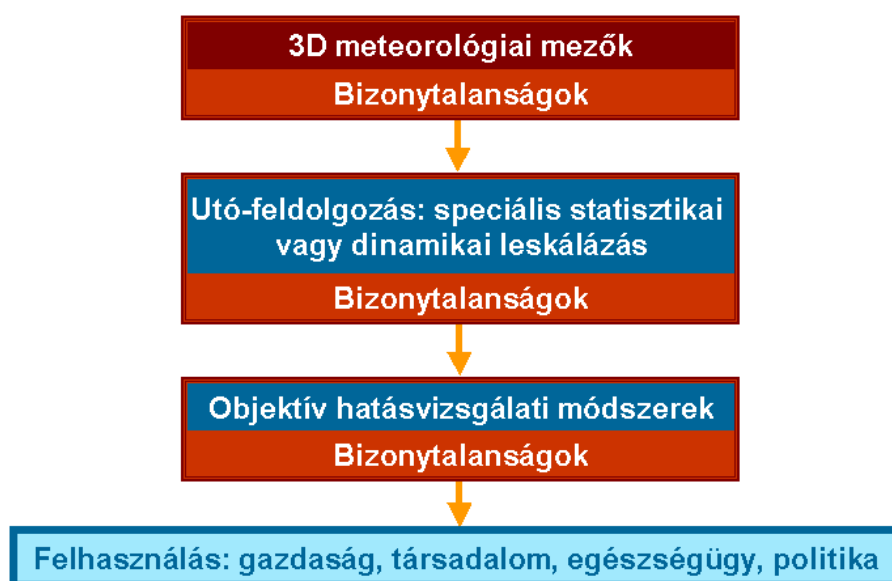 3D meteorológiai mezők
Bizonytalanságok
Utó-feldolgozás: speciális statisztikai
vagy dinamikai leskálázás
Bizonytalanságok
Objektív hatásvizsgálati módszerek
Bizonytalanságok
Felhasználás: gazdaság, társadalom, egészségügy, politika